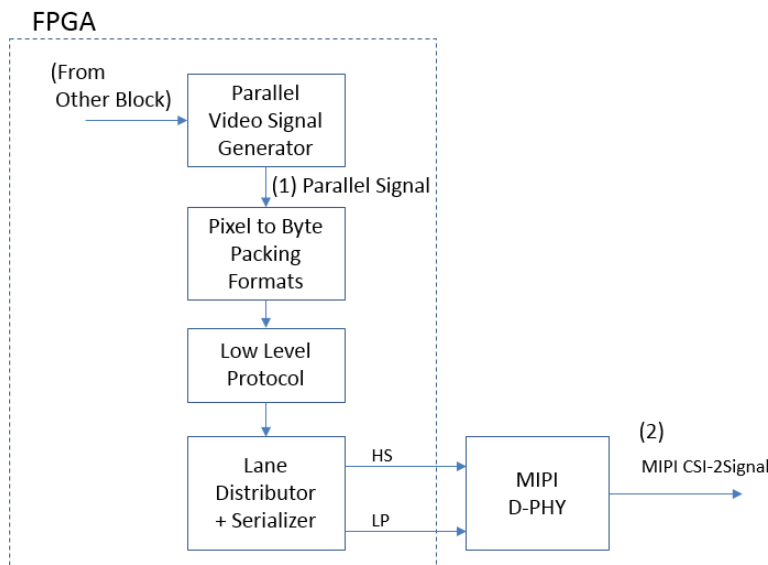 FPGA
(From
Other Block)
Parallel
Video Signal
Generator
(1) Parallel Signal
Pixel to Byte
Packing
Formats
Low Level
Protocol
Lane
Distributor
+ Serializer
HS
LP
MIPI
D-PHY
(2)
MIPI CSI-2Signal